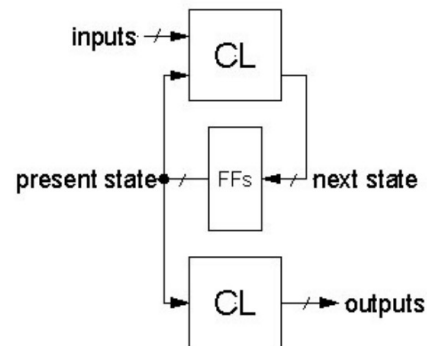 inputs
CL
present state
FFs
next state
CL
outputs